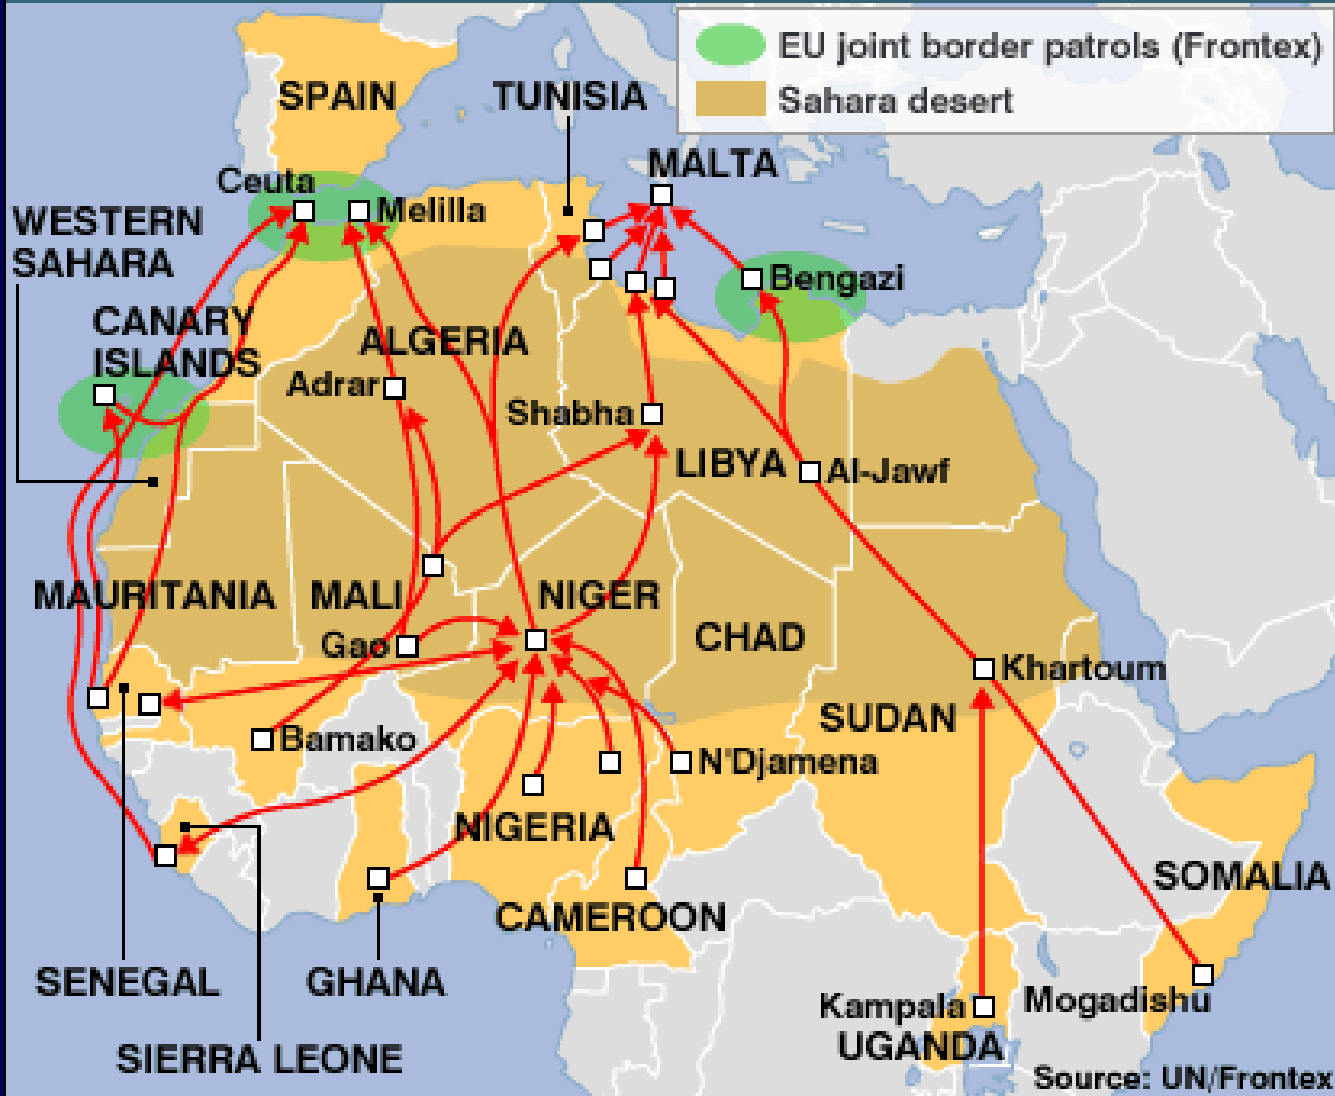 EU joint border patrols (Frontex)
Sahara desert
SPAIN
TUNISIA
MALTA
Ceuta
Melilla
WESTERN
SAHARA
Bengazi
CANARY
ISLANDS
ALGERIA
Adrar
Shabha
LIBYA
Al-Jawf
MAURITANIA
MALI
NIGER
CHAD
Gao
Khartoum
SUDAN
Bamako
N'Djamena
NIGERIA
SOMALIA
CAMEROON
SENEGAL
GHANA
Kampala
Mogadishu
UGANDA
SIERRA LEONE
Source: UN/Frontex